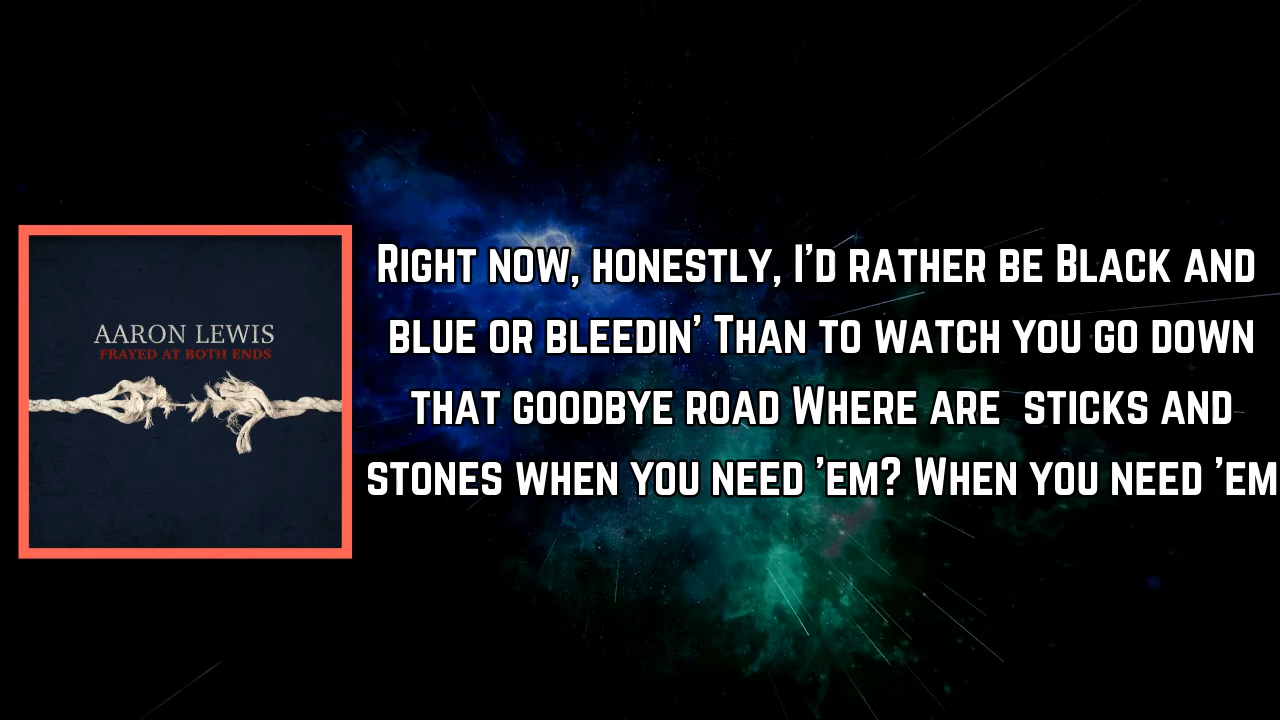 AARON LEWIS
FRAYED AT BOTH ENDS
Right now, honestly, I'd rather be Black and
blue or bleedin' Than to watch you go down
that goodbye road Where are sticks and
stones when you need 'em? When you need 'em